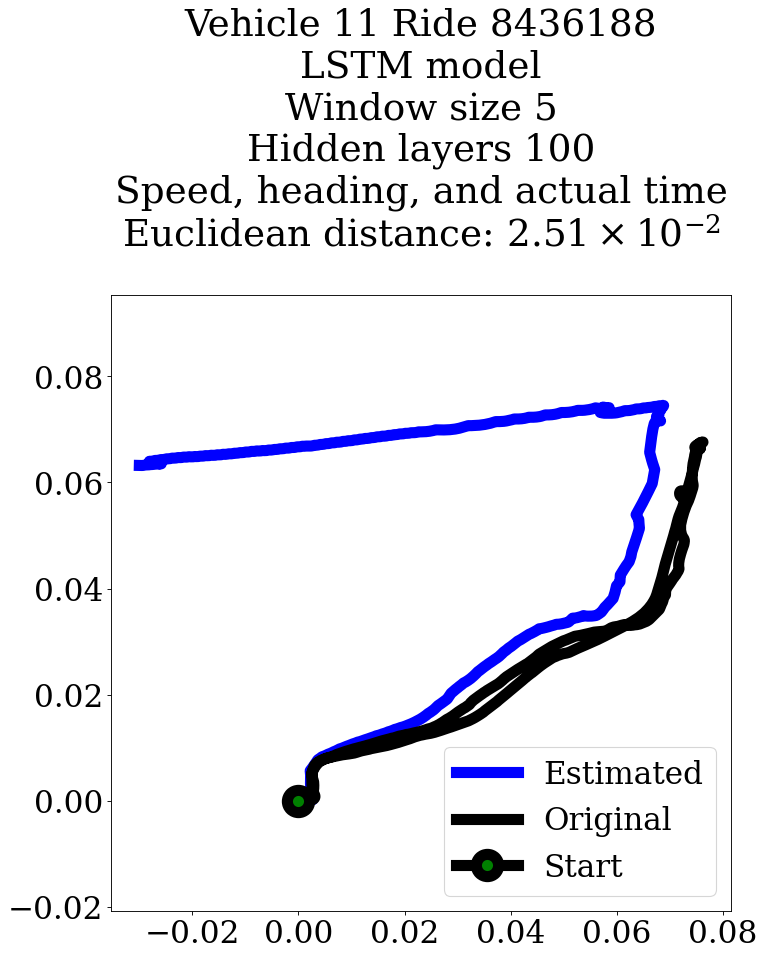 Vehicle 11 Ride 8436188
LSTM model
Window size 5
Hidden layers 100
Speed, heading, and actual time
Euclidean distance: 2.51 × 10⁻²
0.08
0.06
0.04
0.02
0.00
−0.02
Estimated
Original
Start
−0.02 0.00 0.02 0.04 0.06 0.08